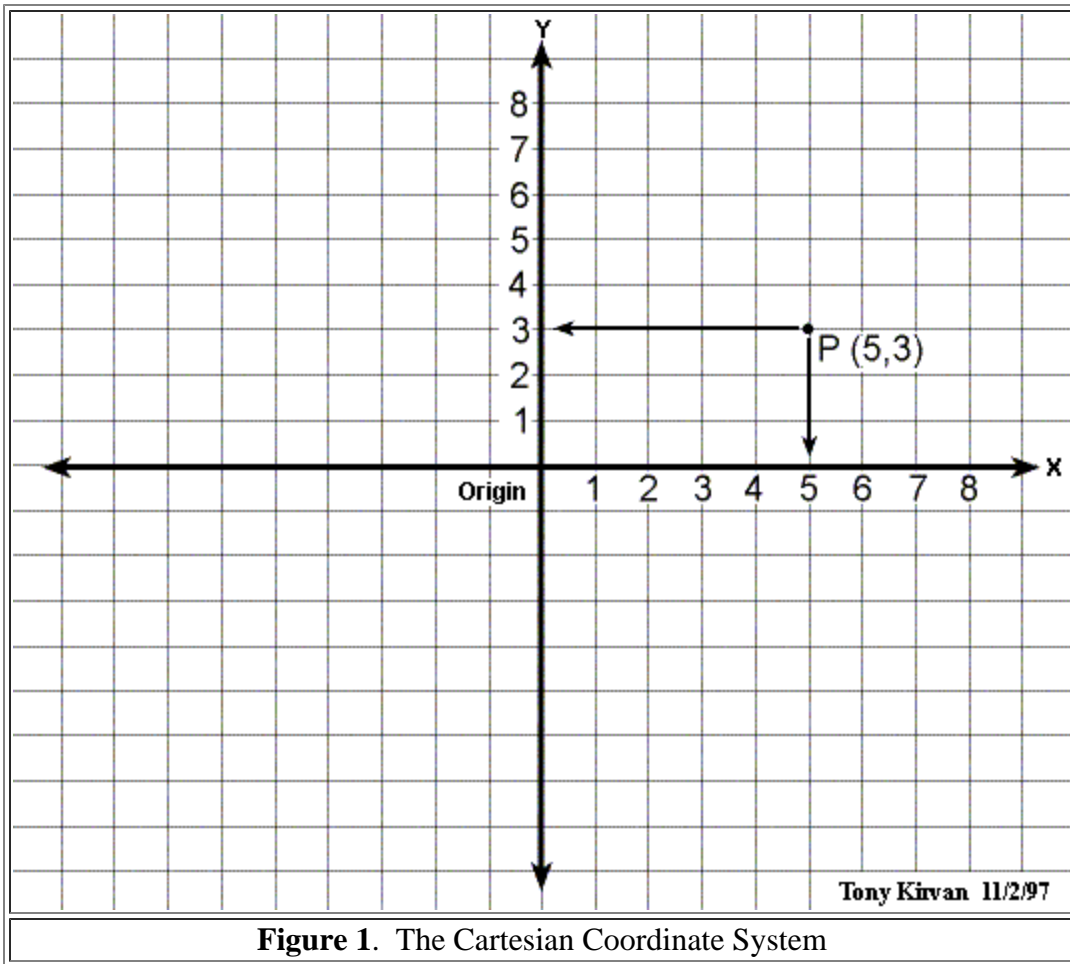 Y
8
7
6
5
4
3
P (5,3)
2
1
X
Origin 1 2 3 4 5 6 7 8
Tony Kirvan 11/2/97
Figure 1. The Cartesian Coordinate System